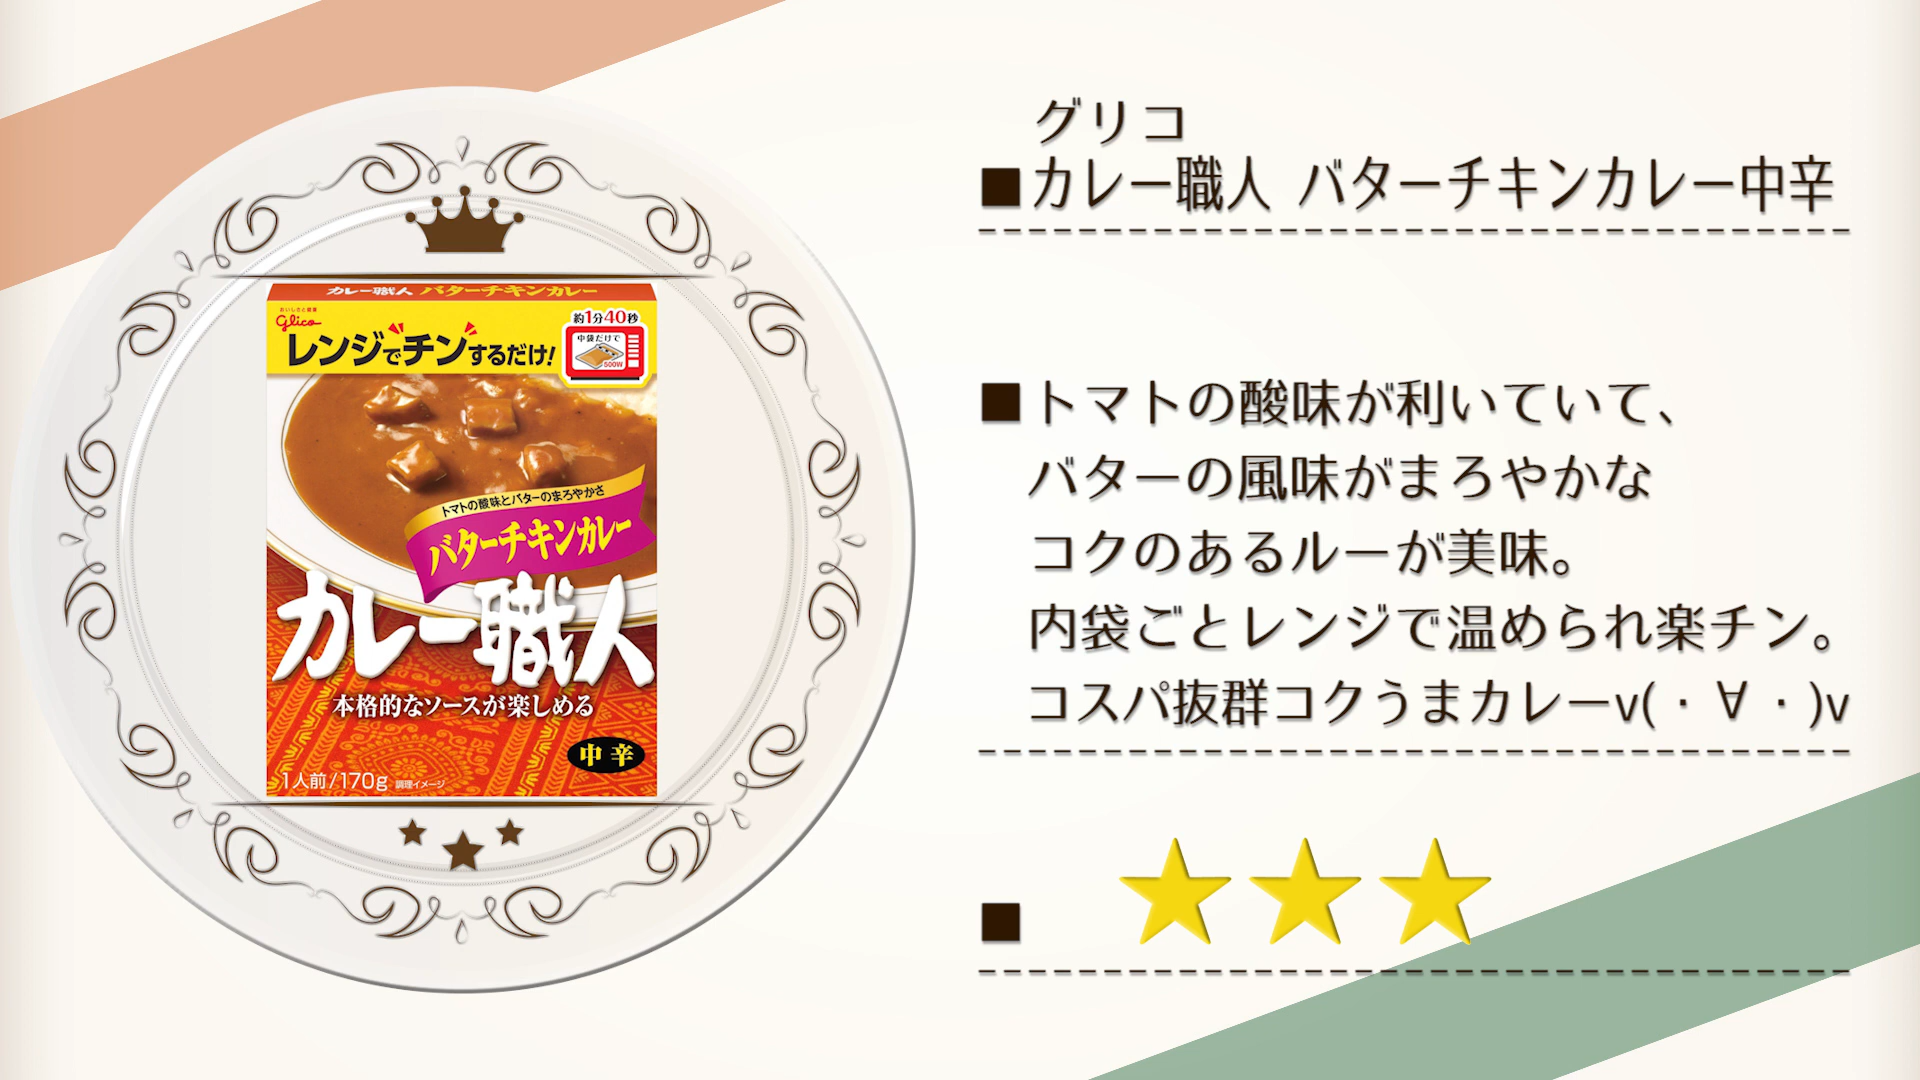 グリコ
■カレー職人 バターチキンカレー中辛
カレー職人 バターチキンカレー
おいしさと健康
Glico
レンジでチンするだけ!
約1分40秒
中袋だけで
500W
トマトの酸味とバターのまろやかさ
バターチキンカレー
カレー職人
本格的なソースが楽しめる
中辛
1人前/170g 調理イメージ
■トマトの酸味が利いていて、
バターの風味がまろやかな
コクのあるルーが美味。
内袋ごとレンジで温められ楽チン。
コスパ抜群コクうまカレーv(・∀・)v
■ ★★★